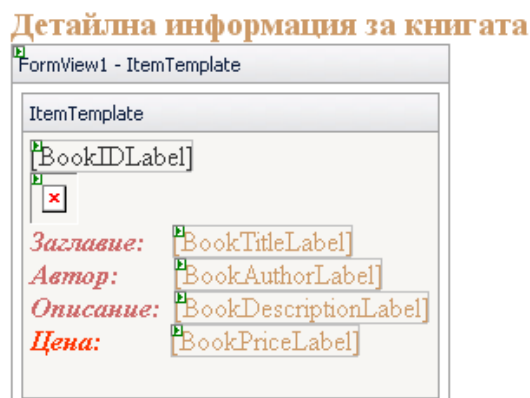 Детайлна информация за книгата
FormView1 - ItemTemplate
ItemTemplate
[BookIDLabel]
Заглавие: [BookTitleLabel]
Автор: [BookAuthorLabel]
Описание: [BookDescriptionLabel]
Цена: [BookPriceLabel]